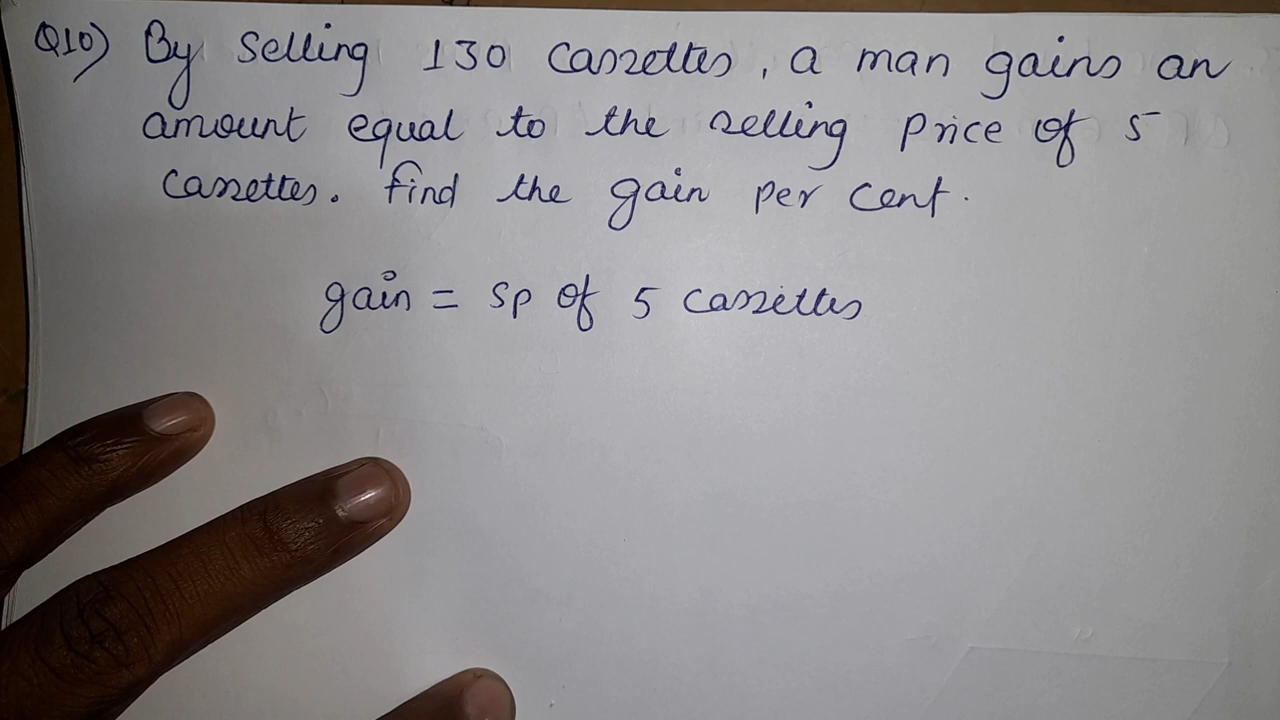 Q10) By selling 130 cassettes, a man gains an
amount equal to the selling price of 5
cassettes. find the gain per cent.
gain = SP of 5 cassettes